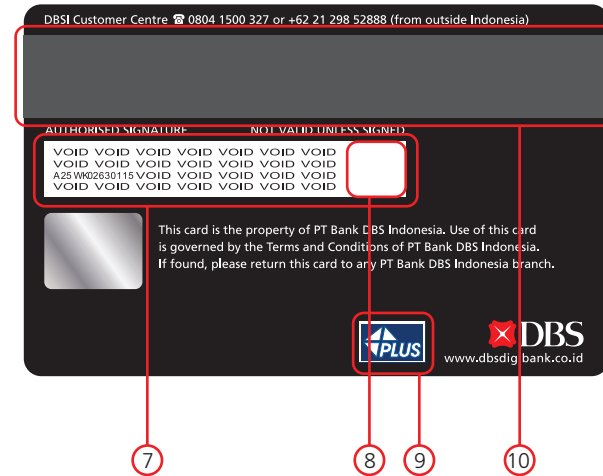 DBSI Customer Centre ☎ 0804 1500 327 or +62 21 298 52888 (from outside Indonesia)
AUTHORISED SIGNATURE NOT VALID UNLESS SIGNED
VOID VOID VOID VOID VOID VOID VOID
VOID VOID VOID VOID VOID VOID VOID
A25 WK02630115 VOID VOID VOID VOID VOID
VOID VOID VOID VOID VOID VOID VOID
This card is the property of PT Bank DBS Indonesia. Use of this card
is governed by the Terms and Conditions of PT Bank DBS Indonesia.
If found, please return this card to any PT Bank DBS Indonesia branch.
PLUS
DBS
www.dbsdigibank.co.id
7 8 9 10